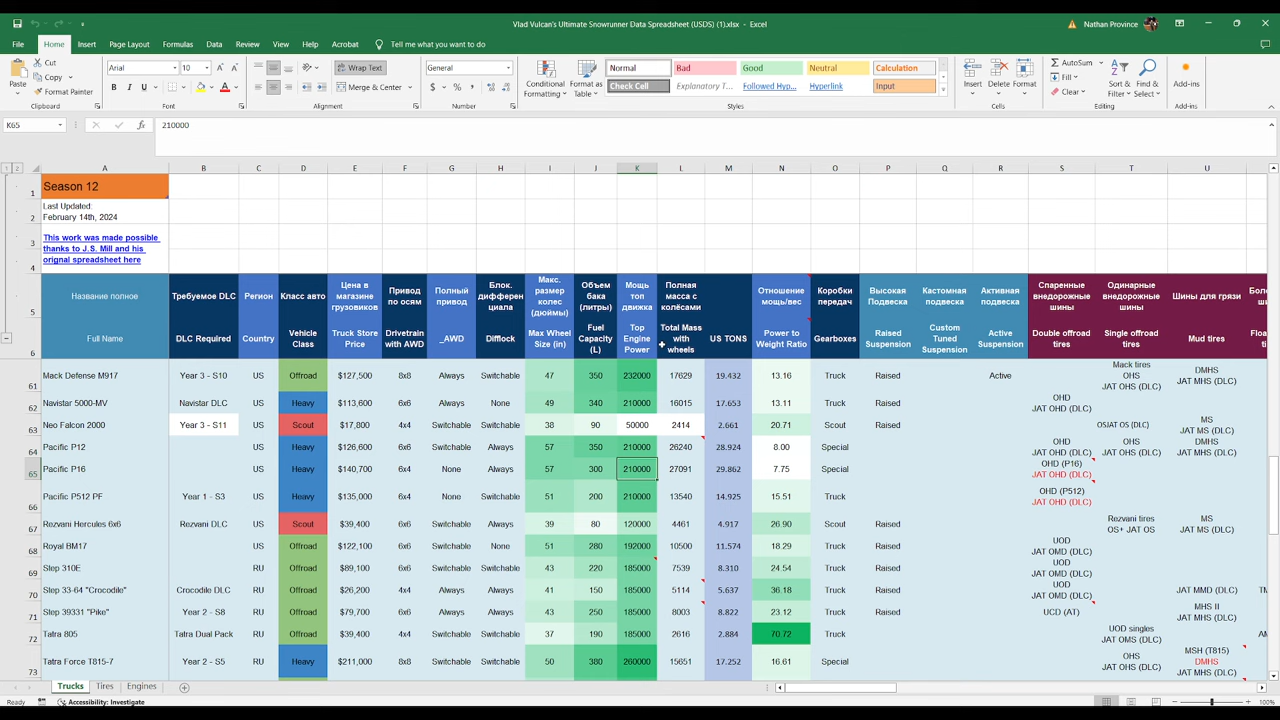 Vlad Vulcan's Ultimate Snowrunner Data Spreadsheet (USDS) (1).xlsx - Excel
Nathan Province
File Home Insert Page Layout Formulas Data Review View Help Acrobat Tell me what you want to do
Paste
Cut
Copy
Format Painter
Clipboard
Arial 10
Font
Wrap Text
Merge & Center
Alignment
General
Number
Conditional Formatting
Format as Table
Normal Bad Good Neutral Calculation
Check Cell Explanatory T... Followed Hyp... Hyperlink Input
Styles
Insert Delete Format
Cells
AutoSum
Fill
Clear
Sort & Filter
Find & Select
Editing
Add-ins
Add-ins
K65 210000
A B C D E F G H I J K L M N O P Q R S T U
1 Season 12
2 Last Updated:
February 14th, 2024
3 This work was made possible
thanks to J.S. Mill and his
orignal spreadsheet here
4
5 Название полное Требуемое DLC Регион Класс авто Цена в магазине грузовиков Привод по осям Полный привод Блок. дифферен циала Макс. размер колес (дюймы) Объем бака (литры) Мощь топ движка Полная масса с колёсами Отношение мощь/вес Коробки передач Высокая Подвеска Кастомная подвеска Активная подвеска Спаренные внедорожные шины Одинарные внедорожные шины Шины для грязи
6 Full Name DLC Required Country Vehicle Class Truck Store Price Drivetrain with AWD _AWD Difflock Max Wheel Size (in) Fuel Capacity (L) Top Engine Power Total Mass with wheels US TONS Power to Weight Ratio Gearboxes Raised Suspension Custom Tuned Suspension Active Suspension Double offroad tires Single offroad tires Mud tires
61 Mack Defense M917 Year 3 - S10 US Offroad $127,500 8x8 Always Switchable 47 350 232000 17629 19.432 13.16 Truck Raised Active Mack tires OHS JAT OHS (DLC) DMHS JAT MHS (DLC)
62 Navistar 5000-MV Navistar DLC US Heavy $113,600 6x6 Always None 49 340 210000 16015 17.653 13.11 Truck Raised OHD JAT OHD (DLC)
63 Neo Falcon 2000 Year 3 - S11 US Scout $17,800 4x4 Switchable Switchable 38 90 50000 2414 2.661 20.71 Scout Raised OSJAT OS (DLC) MS JAT MS (DLC)
64 Pacific P12 US Heavy $126,600 6x6 Always Switchable 57 350 210000 26240 28.924 8.00 Special OHD JAT OHD (DLC) OHS JAT OHS (DLC) DMHS JAT MHS (DLC)
65 Pacific P16 US Heavy $140,700 6x4 None Always 57 300 210000 27091 29.862 7.75 Special OHD (P16) JAT OHD (DLC)
66 Pacific P512 PF Year 1 - S3 US Heavy $135,000 6x4 None Switchable 51 200 210000 13540 14.925 15.51 Truck OHD (P512) JAT OHD (DLC)
67 Rezvani Hercules 6x6 Rezvani DLC US Scout $39,400 6x6 Switchable Always 39 80 120000 4461 4.917 26.90 Scout Raised Rezvani tires OS+ JAT OS MS JAT MS (DLC)
68 Royal BM17 US Offroad $122,100 6x6 Switchable None 51 280 192000 10500 11.574 18.29 Truck Raised UOD JAT OMD (DLC)
69 Step 310E RU Offroad $89,100 6x6 Always Switchable 43 220 185000 7539 8.310 24.54 Truck Raised UOD JAT OMD (DLC)
70 Step 33-64 "Crocodile" Crocodile DLC RU Offroad $26,200 4x4 Always Always 41 150 185000 5114 5.637 36.18 Truck Raised UOD JAT OMD (DLC) JAT MMD (DLC)
71 Step 39331 "Pike" Year 2 - S8 RU Offroad $79,700 6x6 Always Switchable 43 250 185000 8003 8.822 23.12 Truck Raised UCD (AT) MHS II JAT MHS (DLC)
72 Tatra 805 Tatra Dual Pack RU Offroad $39,400 4x4 Switchable Switchable 37 190 185000 2616 2.884 70.72 Truck UOD singles JAT OMS (DLC)
73 Tatra Force T815-7 Year 2 - S5 RU Heavy $211,000 8x8 Switchable Switchable 50 380 260000 15651 17.252 16.61 Special OHS JAT OHS (DLC) MSH (T815) DMHS JAT MHS (DLC)
Trucks Tires Engines
Ready Accessibility: Investigate 100%